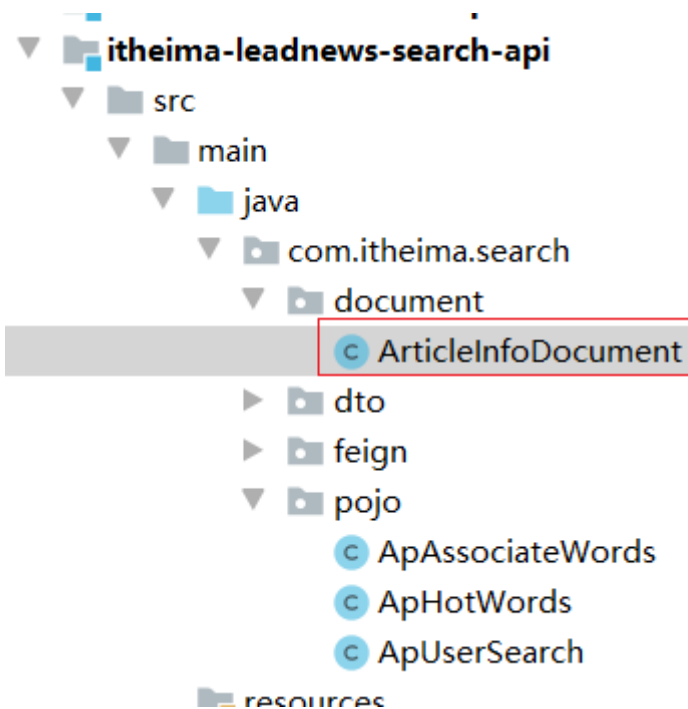 itheima-leadnews-search-api
src
main
java
com.itheima.search
document
ArticleInfoDocument
dto
feign
pojo
ApAssociateWords
ApHotWords
ApUserSearch
resources